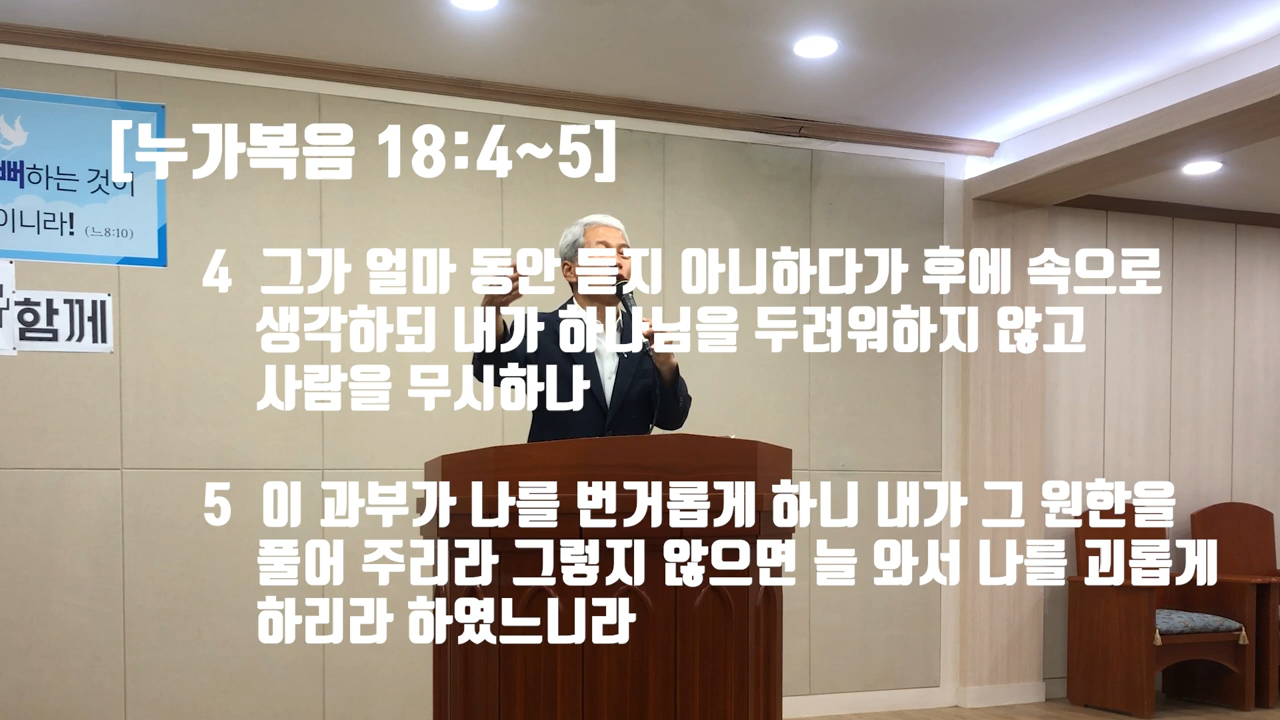 [누가복음 18:4~5]
뻐하는 것이
이니라! (느8:10)
함께
4 그가 얼마 동안 듣지 아니하다가 후에 속으로
생각하되 내가 하나님을 두려워하지 않고
사람을 무시하나
5 이 과부가 나를 번거롭게 하니 내가 그 원한을
풀어 주리라 그렇지 않으면 늘 와서 나를 괴롭게
하리라 하였느니라